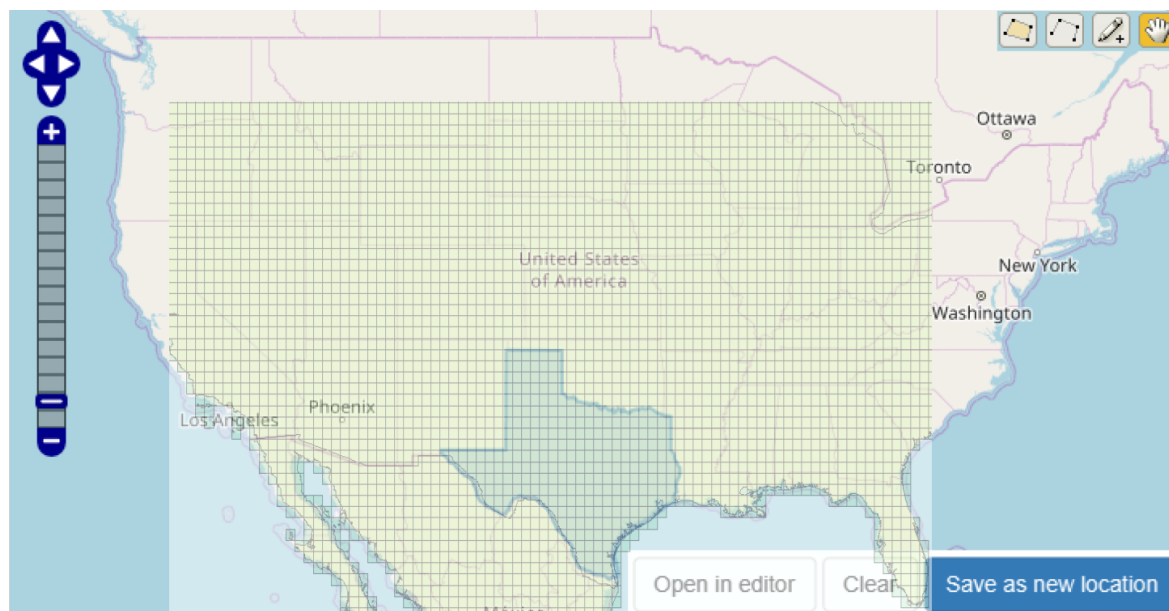 Ottawa
Toronto
United States
of America
New York
Washington
Phoenix
Los Angeles
Open in editor
Clear
Save as new location